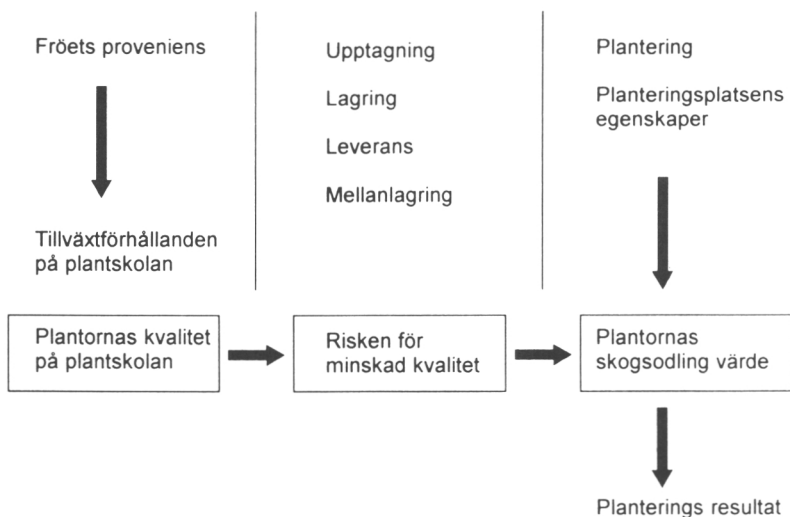 Fröets proveniens
Tillväxtförhållanden
på plantskolan
Plantornas kvalitet
på plantskolan
Upptagning
Lagring
Leverans
Mellanlagring
Risken för
minskad kvalitet
Plantering
Planteringsplatsens
egenskaper
Plantornas
skogsodling värde
Planterings resultat